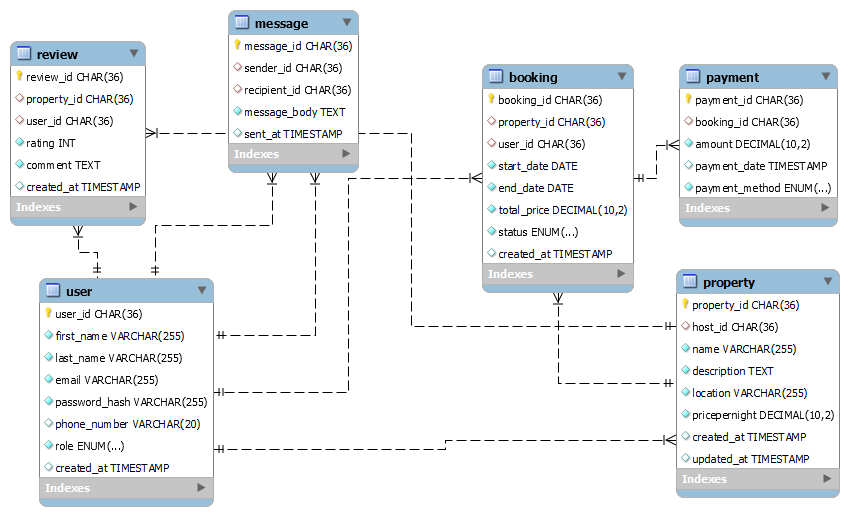 review
review_id CHAR(36)
property_id CHAR(36)
user_id CHAR(36)
rating INT
comment TEXT
created_at TIMESTAMP
Indexes
message
message_id CHAR(36)
sender_id CHAR(36)
recipient_id CHAR(36)
message_body TEXT
sent_at TIMESTAMP
Indexes
booking
booking_id CHAR(36)
property_id CHAR(36)
user_id CHAR(36)
start_date DATE
end_date DATE
total_price DECIMAL(10,2)
status ENUM(...)
created_at TIMESTAMP
Indexes
payment
payment_id CHAR(36)
booking_id CHAR(36)
amount DECIMAL(10,2)
payment_date TIMESTAMP
payment_method ENUM(...)
Indexes
user
user_id CHAR(36)
first_name VARCHAR(255)
last_name VARCHAR(255)
email VARCHAR(255)
password_hash VARCHAR(255)
phone_number VARCHAR(20)
role ENUM(...)
created_at TIMESTAMP
Indexes
property
property_id CHAR(36)
host_id CHAR(36)
name VARCHAR(255)
description TEXT
location VARCHAR(255)
pricepernight DECIMAL(10,2)
created_at TIMESTAMP
updated_at TIMESTAMP
Indexes